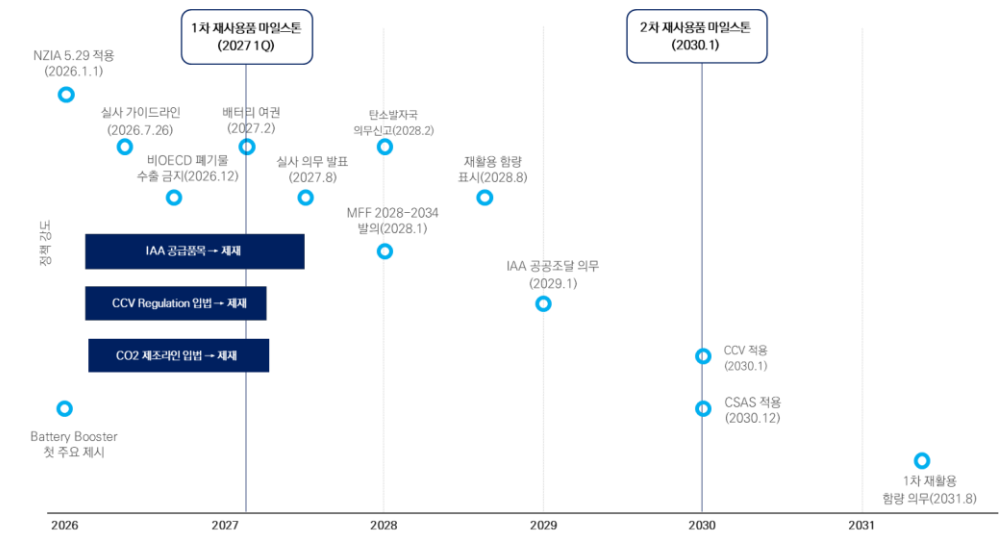 1차 재사용품 마일스톤
(2027 1Q)
2차 재사용품 마일스톤
(2030.1)
NZIA 5.29 적용
(2026.1.1)
실사 가이드라인
(2026.7.26)
배터리 여권
(2027.2)
탄소발자국
의무신고(2028.2)
비OECD 폐기물
수출 금지(2026.12)
실사 의무 발표
(2027.8)
재활용 함량
표시(2028.8)
MFF 2028-2034
발의(2028.1)
정책 강도
IAA 공급품목 → 제재
IAA 공공조달 의무
(2029.1)
CCV Regulation 입법 → 제재
CO2 제조라인 입법 → 제재
CCV 적용
(2030.1)
CSAS 적용
(2030.12)
Battery Booster
첫 주요 제시
1차 재활용
함량 의무(2031.8)
2026
2027
2028
2029
2030
2031